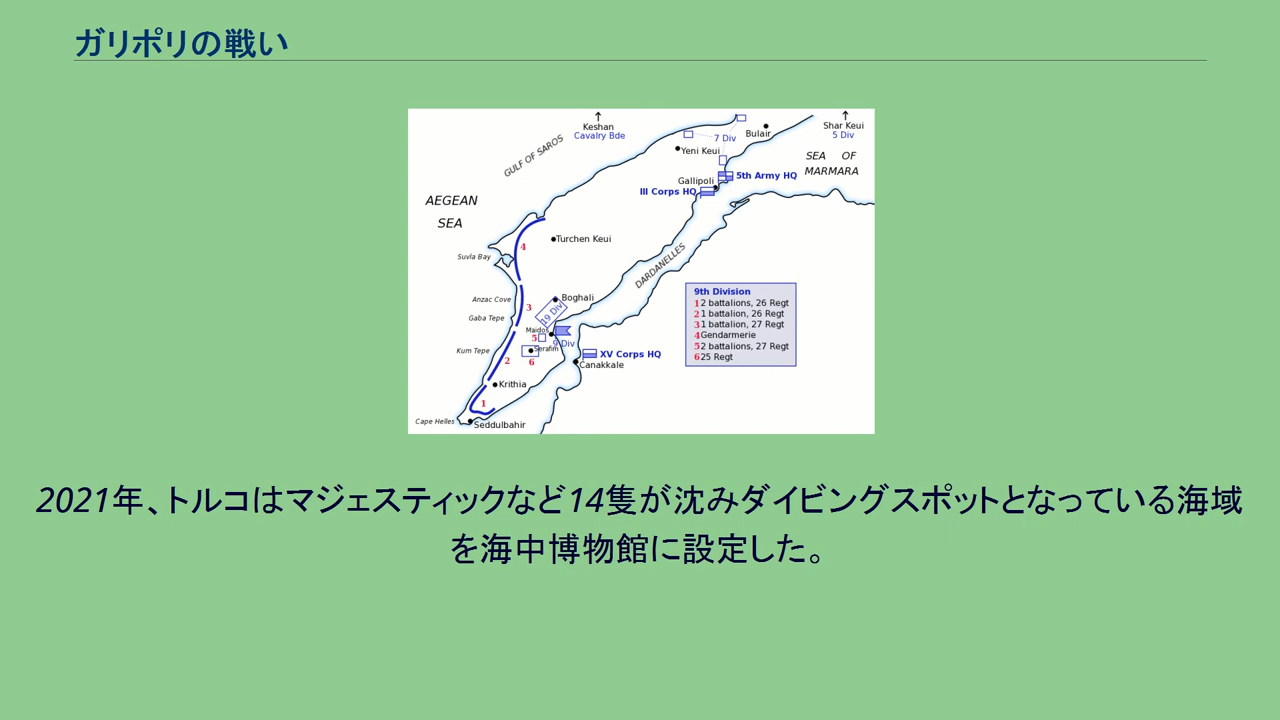 ガリポリの戦い
↑ Keshan
Cavalry Bde
GULF OF SAROS
7 Div
Bulair
↑ Shar Keui
5 Div
Yeni Keui
SEA OF
MARMARA
Gallipoli
5th Army HQ
III Corps HQ
AEGEAN
SEA
4
Turchen Keui
Suvla Bay
DARDANELLES
Anzac Cove
3
Boghali
19 Div
Gaba Tepe
Maidos
5
9 Div
Kum Tepe
Serafim
2
6
XV Corps HQ
Canakkale
Krithia
1
Cape Helles
Seddulbahir
9th Division
1 2 battalions, 26 Regt
2 1 battalion, 26 Regt
3 1 battalion, 27 Regt
4 Gendarmerie
5 2 battalions, 27 Regt
6 25 Regt
2021年、トルコはマジェスティックなど14隻が沈みダイビングスポットとなっている海域
を海中博物館に設定した。